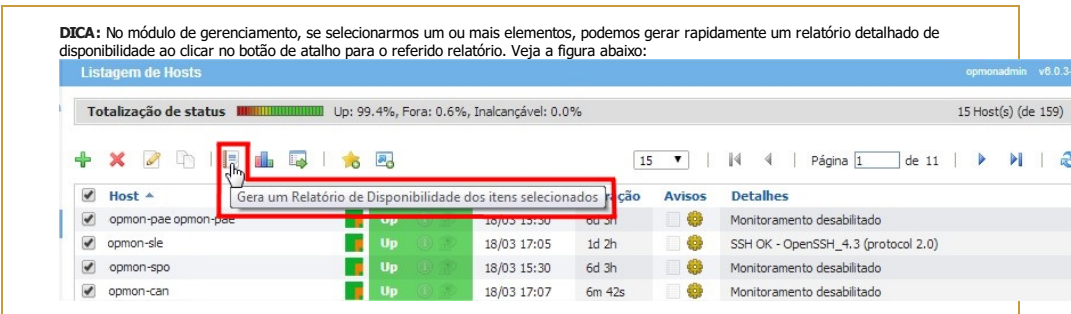 DICA: No módulo de gerenciamento, se selecionarmos um ou mais elementos, podemos gerar rapidamente um relatório detalhado de
disponibilidade ao clicar no botão de atalho para o referido relatório. Veja a figura abaixo:
Listagem de Hosts opmonadmin v6.0.3-
Totalização de status Up: 99.4%, Fora: 0.6%, Inalcançável: 0.0% 15 Host(s) (de 159)
15 Página 1 de 11
Host ação Avisos Detalhes
Gera um Relatório de Disponibilidade dos itens selecionados
opmon-pae opmon-pae Up 18/03 15:30 6d 3h Monitoramento desabilitado
opmon-sle Up 18/03 17:05 1d 2h SSH OK - OpenSSH_4.3 (protocol 2.0)
opmon-spo Up 18/03 15:30 6d 3h Monitoramento desabilitado
opmon-can Up 18/03 17:07 6m 42s Monitoramento desabilitado